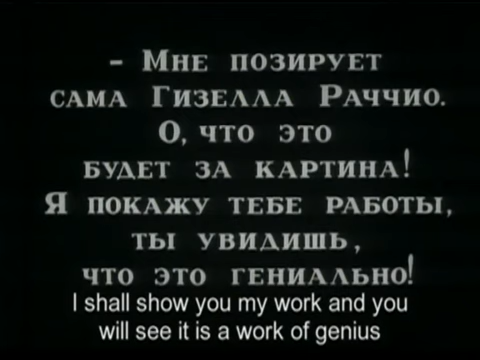 - Мне позирует
сама Гизелла Раччио.
О, что это
будет за картина!
Я покажу тебе работы,
ты увидишь,
что это гениально!
I shall show you my work and you
will see it is a work of genius